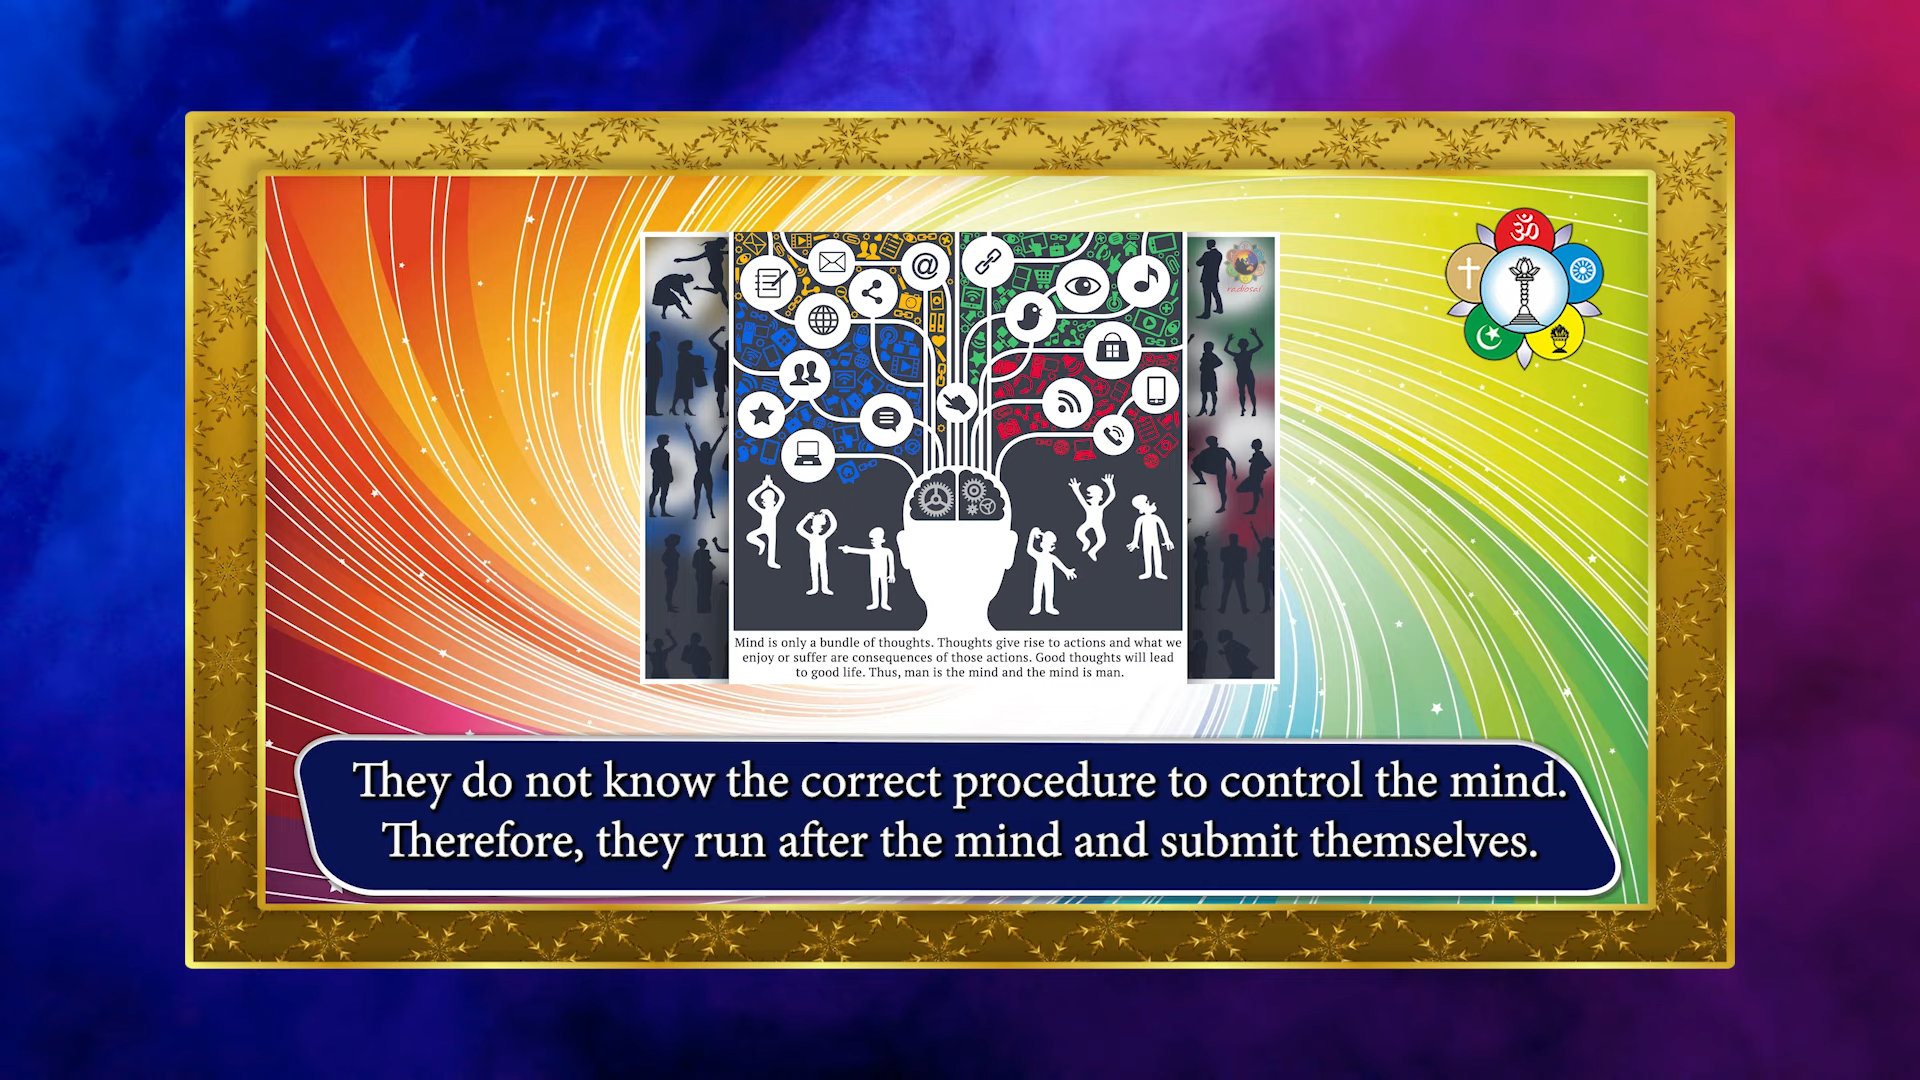 @
ॐ
radiosai
Mind is only a bundle of thoughts. Thoughts give rise to actions and what we
enjoy or suffer are consequences of those actions. Good thoughts will lead
to good life. Thus, man is the mind and the mind is man.
They do not know the correct procedure to control the mind.
Therefore, they run after the mind and submit themselves.